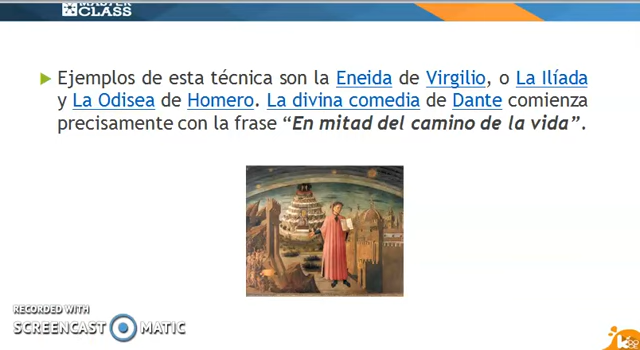 MASTER
CLASS
Ejemplos de esta técnica son la Eneida de Virgilio, o La Ilíada
y La Odisea de Homero. La divina comedia de Dante comienza
precisamente con la frase “En mitad del camino de la vida”.
RECORDED WITH
SCREENCAST MATIC